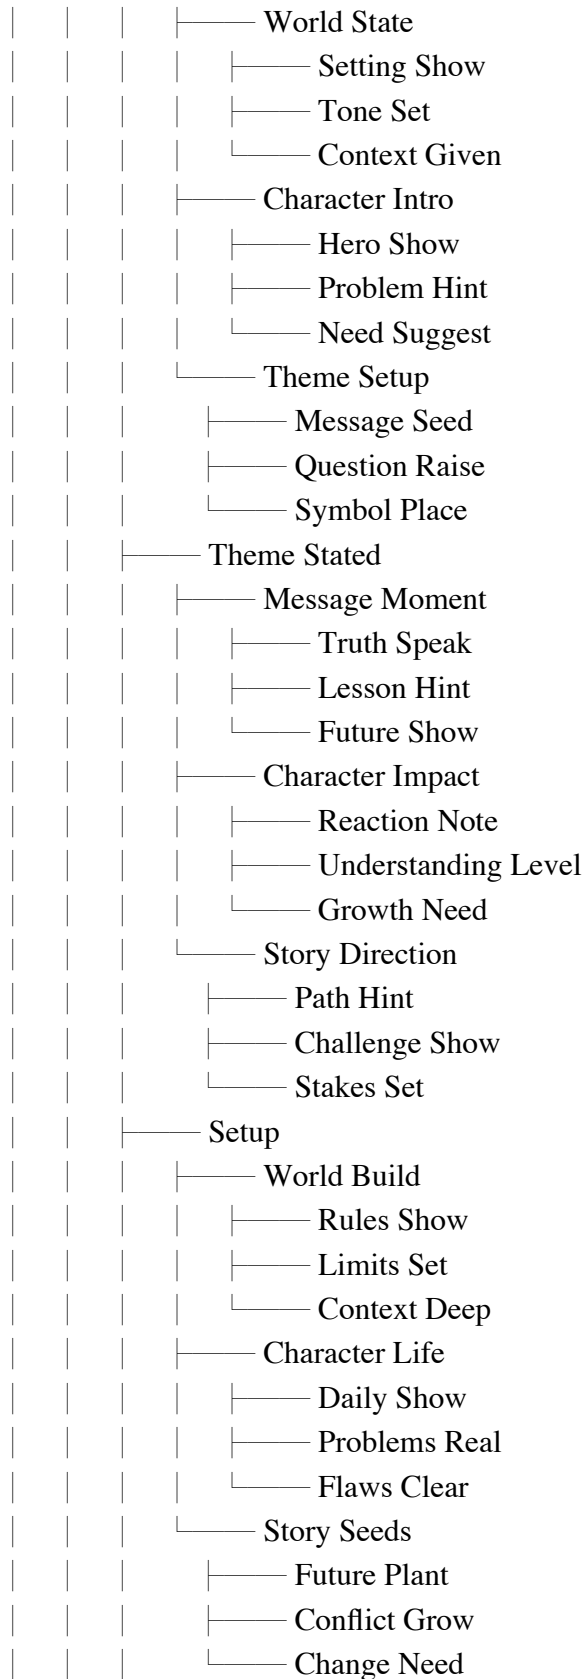 │ │ │ ├── World State
│ │ │ │ ├── Setting Show
│ │ │ │ ├── Tone Set
│ │ │ │ └── Context Given
│ │ │ ├── Character Intro
│ │ │ │ ├── Hero Show
│ │ │ │ ├── Problem Hint
│ │ │ │ └── Need Suggest
│ │ │ └── Theme Setup
│ │ │ ├── Message Seed
│ │ │ ├── Question Raise
│ │ │ └── Symbol Place
│ │ ├── Theme Stated
│ │ │ ├── Message Moment
│ │ │ │ ├── Truth Speak
│ │ │ │ ├── Lesson Hint
│ │ │ │ └── Future Show
│ │ │ ├── Character Impact
│ │ │ │ ├── Reaction Note
│ │ │ │ ├── Understanding Level
│ │ │ │ └── Growth Need
│ │ │ └── Story Direction
│ │ │ ├── Path Hint
│ │ │ ├── Challenge Show
│ │ │ └── Stakes Set
│ │ ├── Setup
│ │ │ ├── World Build
│ │ │ │ ├── Rules Show
│ │ │ │ ├── Limits Set
│ │ │ │ └── Context Deep
│ │ │ ├── Character Life
│ │ │ │ ├── Daily Show
│ │ │ │ ├── Problems Real
│ │ │ │ └── Flaws Clear
│ │ │ └── Story Seeds
│ │ │ ├── Future Plant
│ │ │ ├── Conflict Grow
│ │ │ └── Change Need